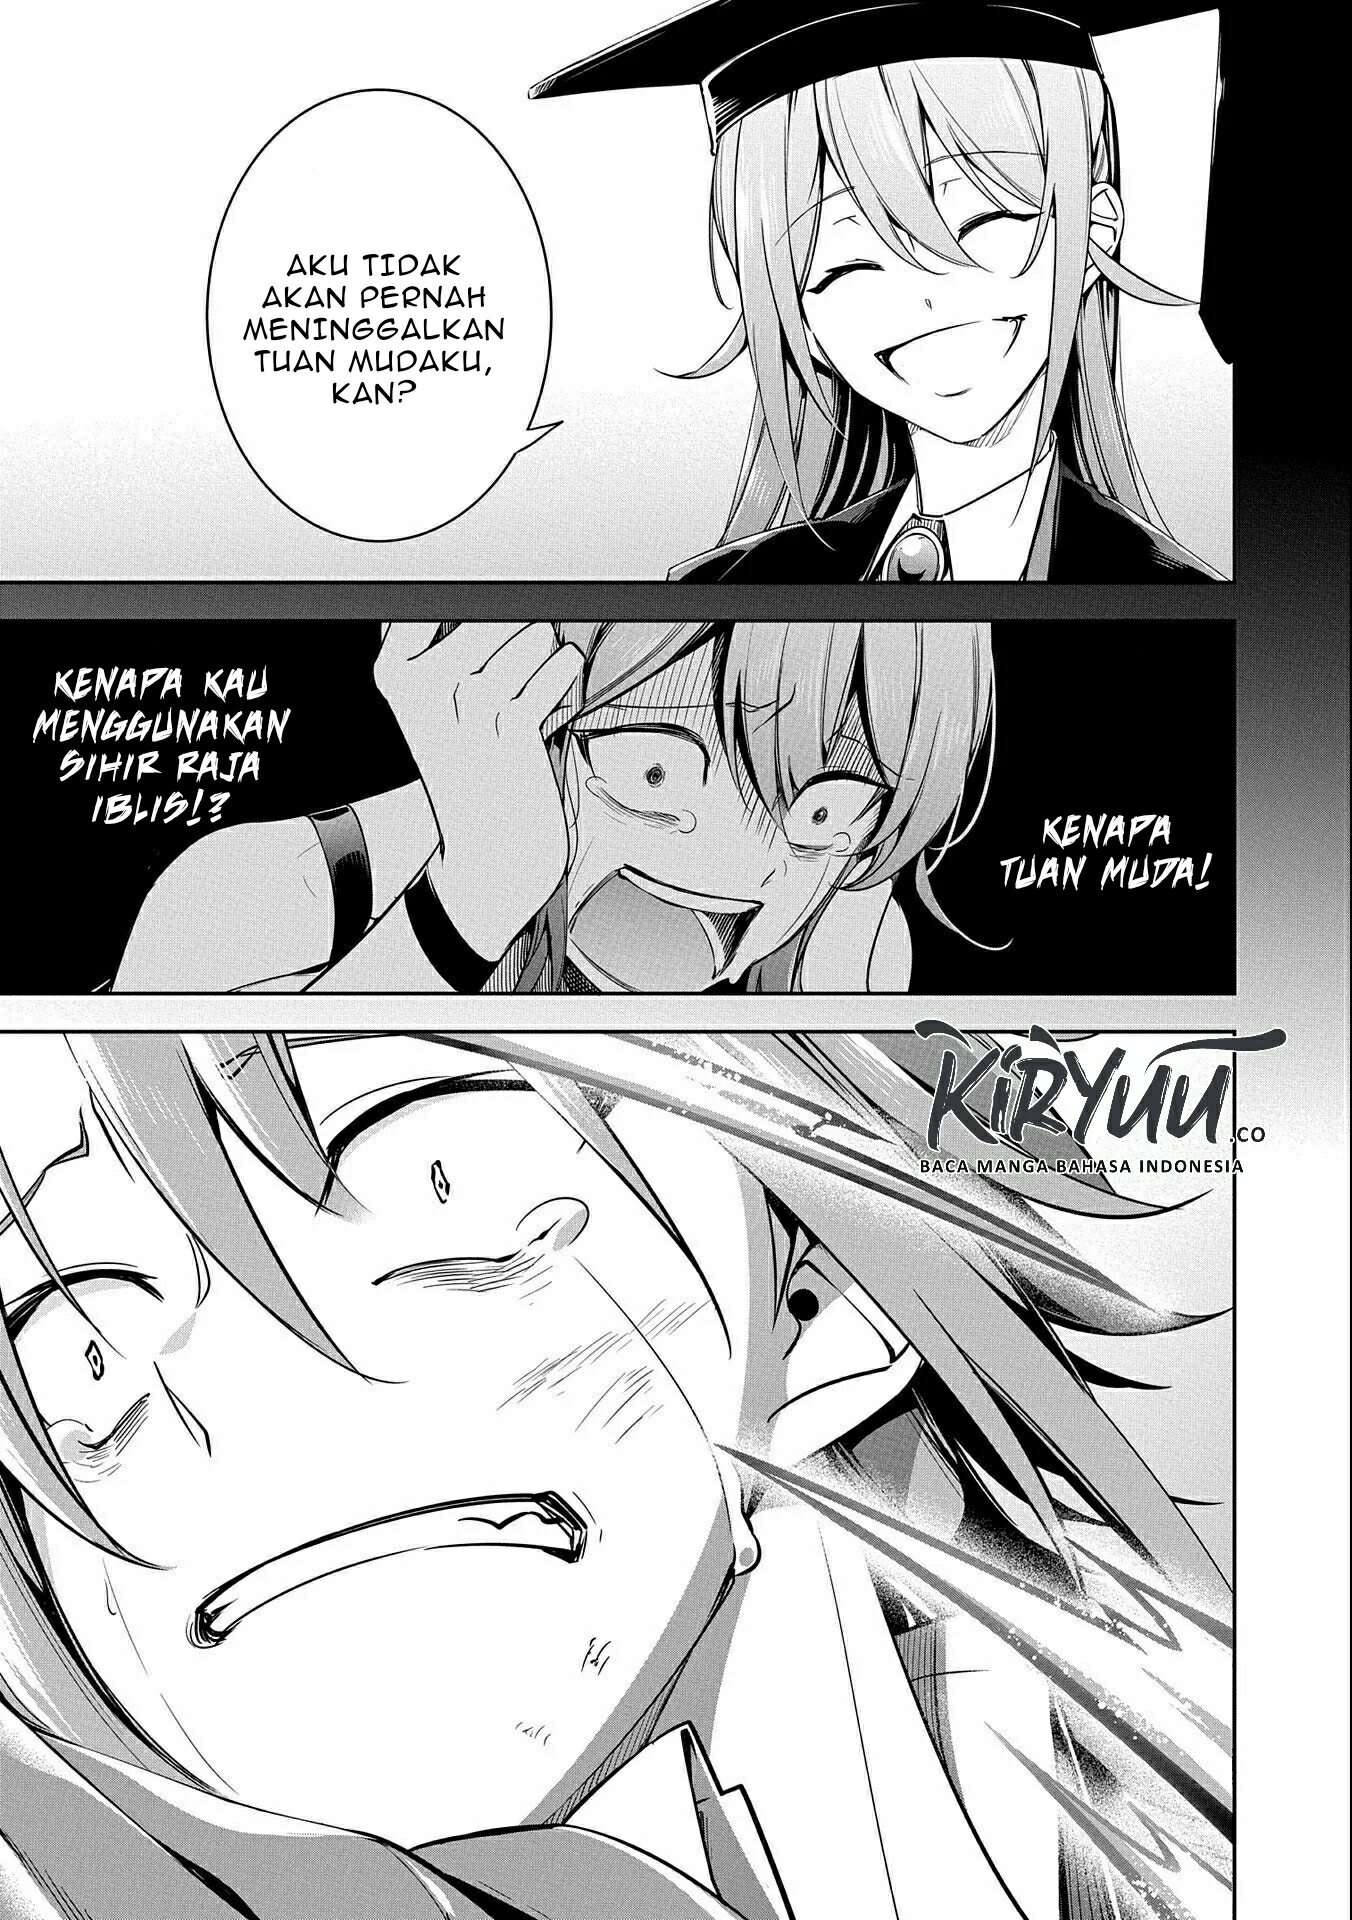 AKU TIDAK
AKAN PERNAH
MENINGGALKAN
TUAN MUDAKU,
KAN?
KENAPA
TUAN MUDA!
KENAPA KAU
MENGGUNAKAN
SIHIR RAJA
IBLIS!?
KiRYUU.CO
BACA MANGA BAHASA INDONESIA